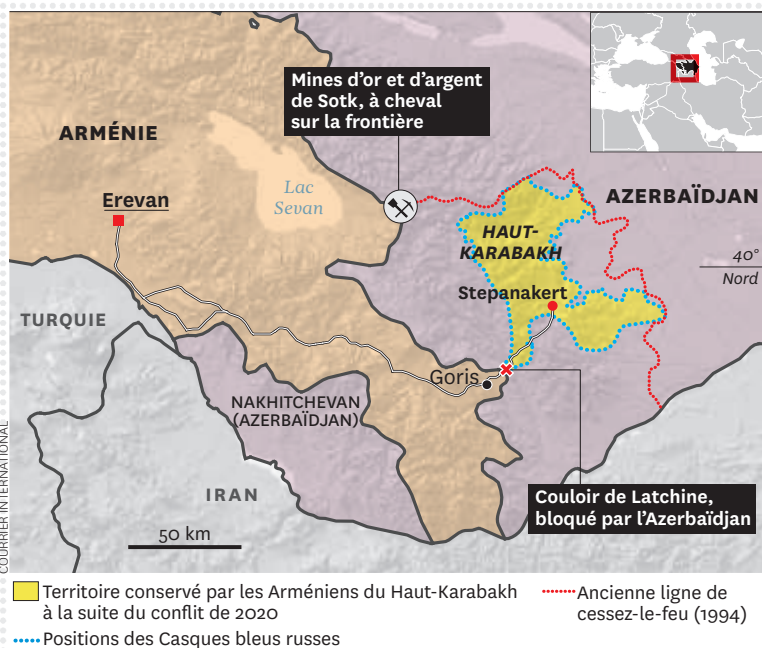 Mines d'or et d'argent
de Sotk, à cheval
sur la frontière
ARMÉNIE
Erevan
Lac
Sevan
AZERBAÏDJAN
HAUT-
KARABAKH
40°
Nord
Stepanakert
TURQUIE
Goris
NAKHITCHEVAN
(AZERBAÏDJAN)
IRAN
Couloir de Latchine,
bloqué par l'Azerbaïdjan
50 km
COURRIER INTERNATIONAL
Territoire conservé par les Arméniens du Haut-Karabakh
à la suite du conflit de 2020
Positions des Casques bleus russes
Ancienne ligne de
cessez-le-feu (1994)